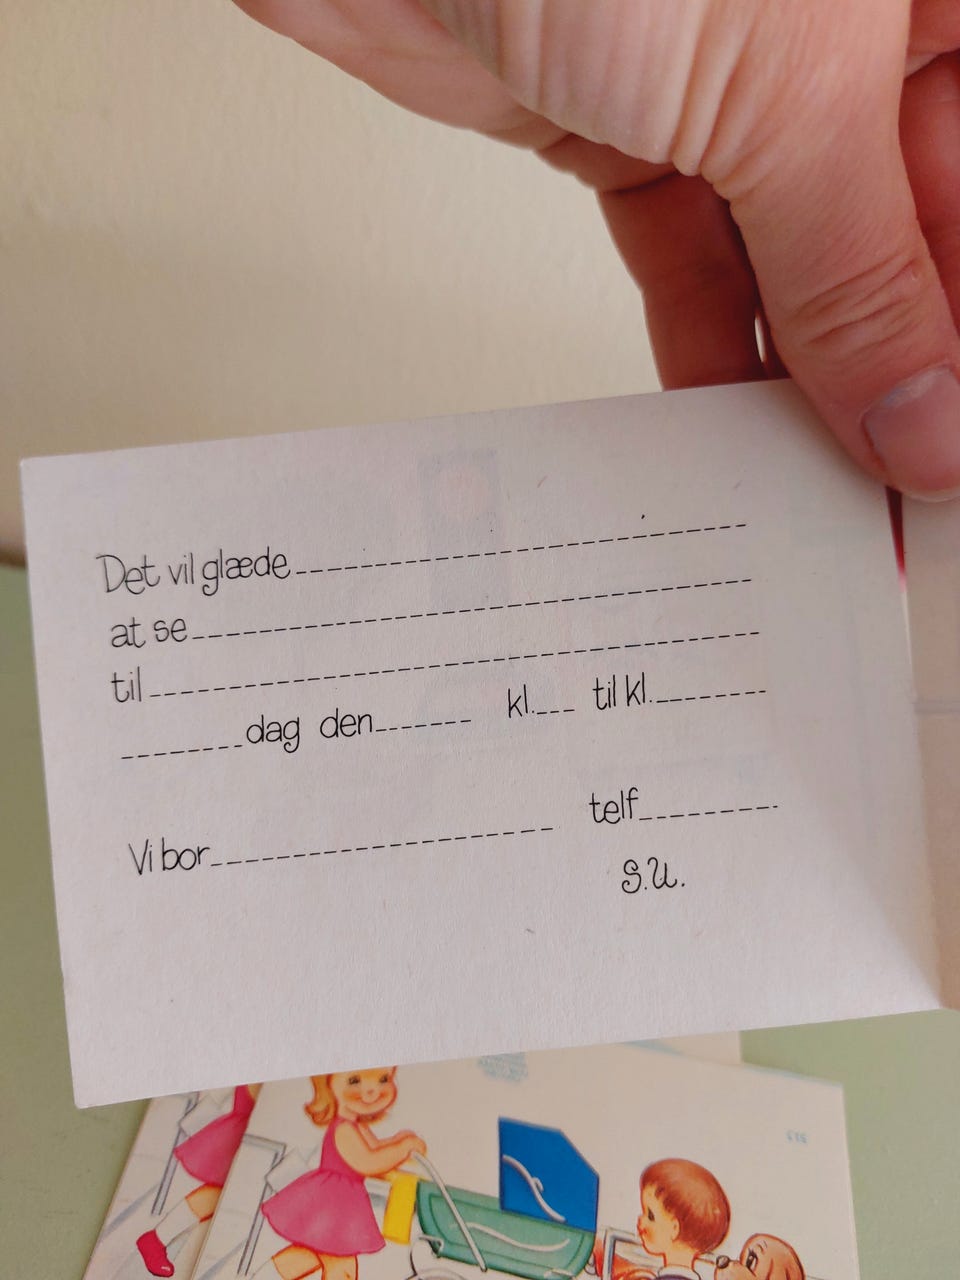 Det vil glæde
at se
til
dag den kl. til kl.
telf
Vi bor
S.U.